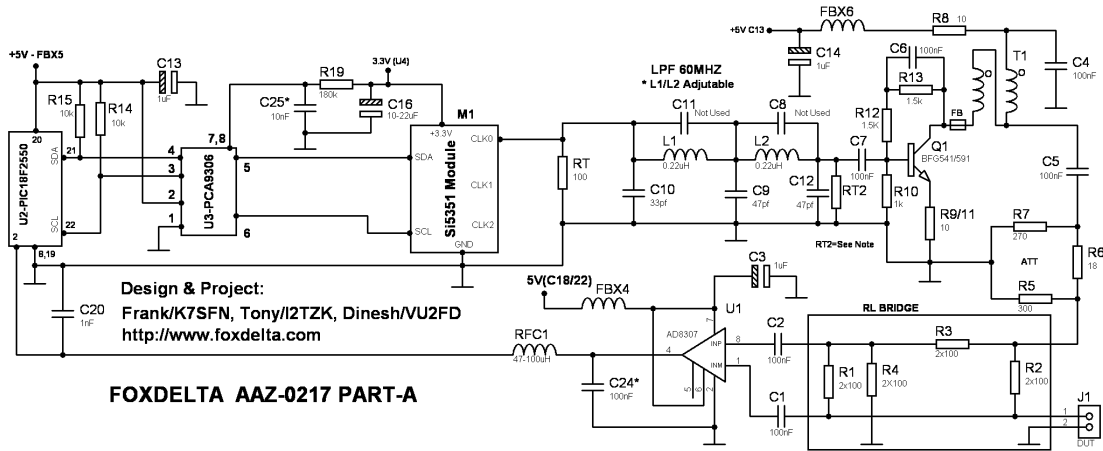 +5V - FBX5
C13
1uF
R15
10k
R14
10k
20
21
SDA
U2-PIC18F2550
SCL
22
2
8,19
C20
1nF
7,8
4
3
2
1
5
6
U3-PCA9306
R19
180k
3.3V (U4)
C25*
10nF
C16
10-22uF
M1
+3.3V
SDA
SCL
Si5351 Module
CLK0
CLK1
CLK2
GND
RT
100
LPF 60MHZ
* L1/L2 Adjutable
C11
Not Used
C8
Not Used
L1
0.22uH
L2
0.22uH
C10
33pf
C9
47pf
C12
47pf
RT2
C7
100nF
RT2=See Note
+5V C13
FBX6
C14
1uF
R8
10
C6
100nF
R13
1.5k
R12
1.5K
R10
1k
Q1
BFG541/591
FB
T1
C4
100nF
C5
100nF
R9/11
10
R7
270
ATT
R6
18
R5
300
Design & Project:
Frank/K7SFN, Tony/I2TZK, Dinesh/VU2FD
http://www.foxdelta.com
5V(C18/22)
FBX4
C3
1uF
U1
AD8307
7
INP
8
INM
1
4
5
6
2
RFC1
47-100uH
C24*
100nF
C2
100nF
C1
100nF
RL BRIDGE
R3
2x100
R1
2x100
R4
2X100
R2
2x100
J1
1
2
DUT
FOXDELTA AAZ-0217 PART-A